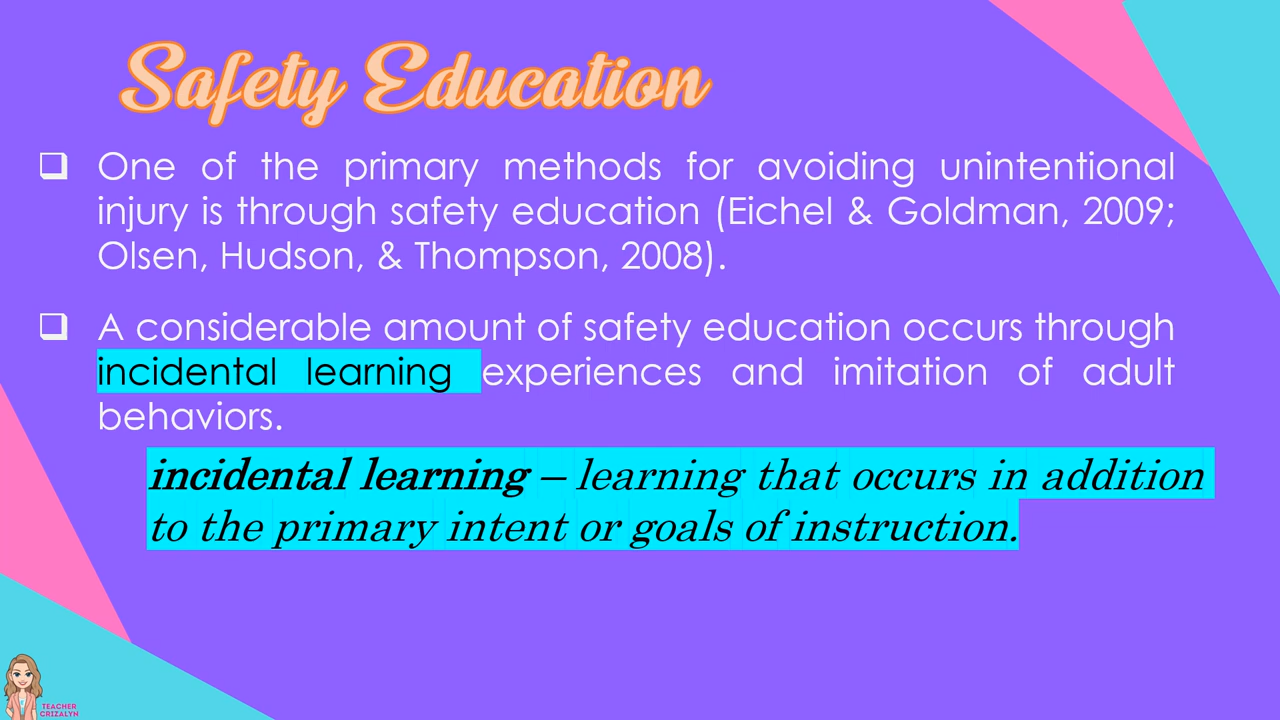 Safety Education
❑ One of the primary methods for avoiding unintentional
injury is through safety education (Eichel & Goldman, 2009;
Olsen, Hudson, & Thompson, 2008).
❑ A considerable amount of safety education occurs through
incidental learning experiences and imitation of adult
behaviors.
incidental learning – learning that occurs in addition
to the primary intent or goals of instruction.
TEACHER
CRIZALYN